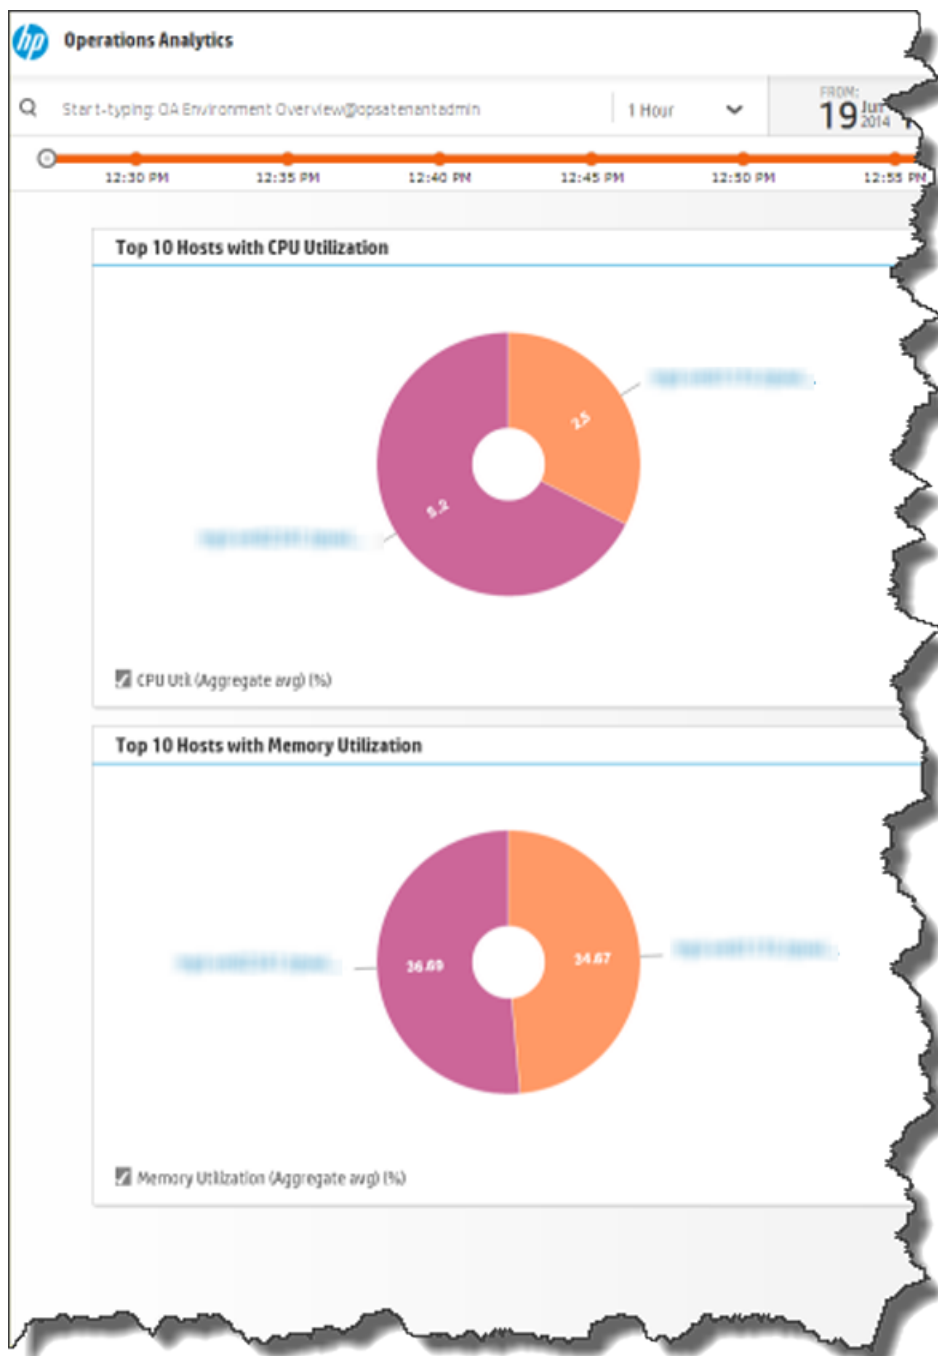 hp Operations Analytics
Start-typing: OA Environment Overview@opsatenantadmin 1 Hour FROM:
19 Jun 2014
12:30 PM 12:35 PM 12:40 PM 12:45 PM 12:50 PM 12:55 PM
Top 10 Hosts with CPU Utilization
2.5
5.2
CPU Util (Aggregate avg) (%)
Top 10 Hosts with Memory Utilization
36.69 34.67
Memory Utilization (Aggregate avg) (%)